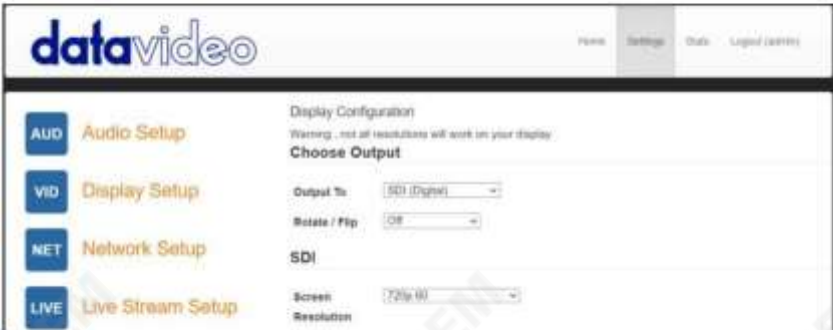 datavideo
Home Settings Stats Logout (admin)
AUD Audio Setup
VID Display Setup
NET Network Setup
LIVE Live Stream Setup
Display Configuration
Warning , not all resolutions will work on your display
Choose Output
Output To SDI (Digital)
Rotate / Flip Off
SDI
Screen Resolution 720p 60